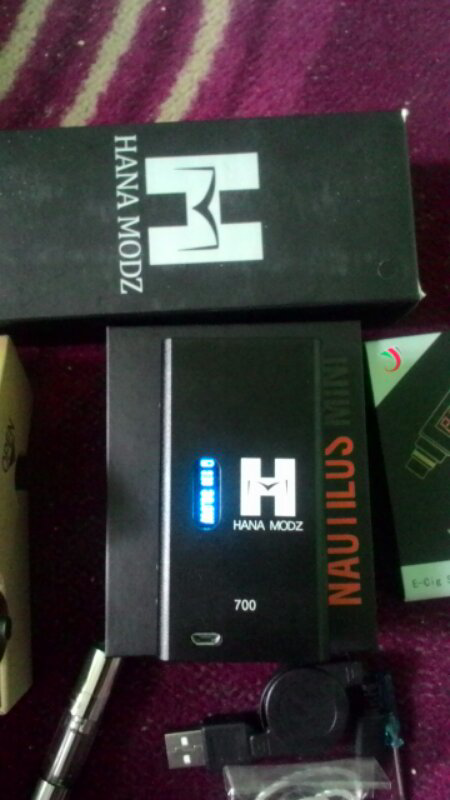 HANA MODZ
HANA MODZ
700
NAUTILUS MINI
E-Cig